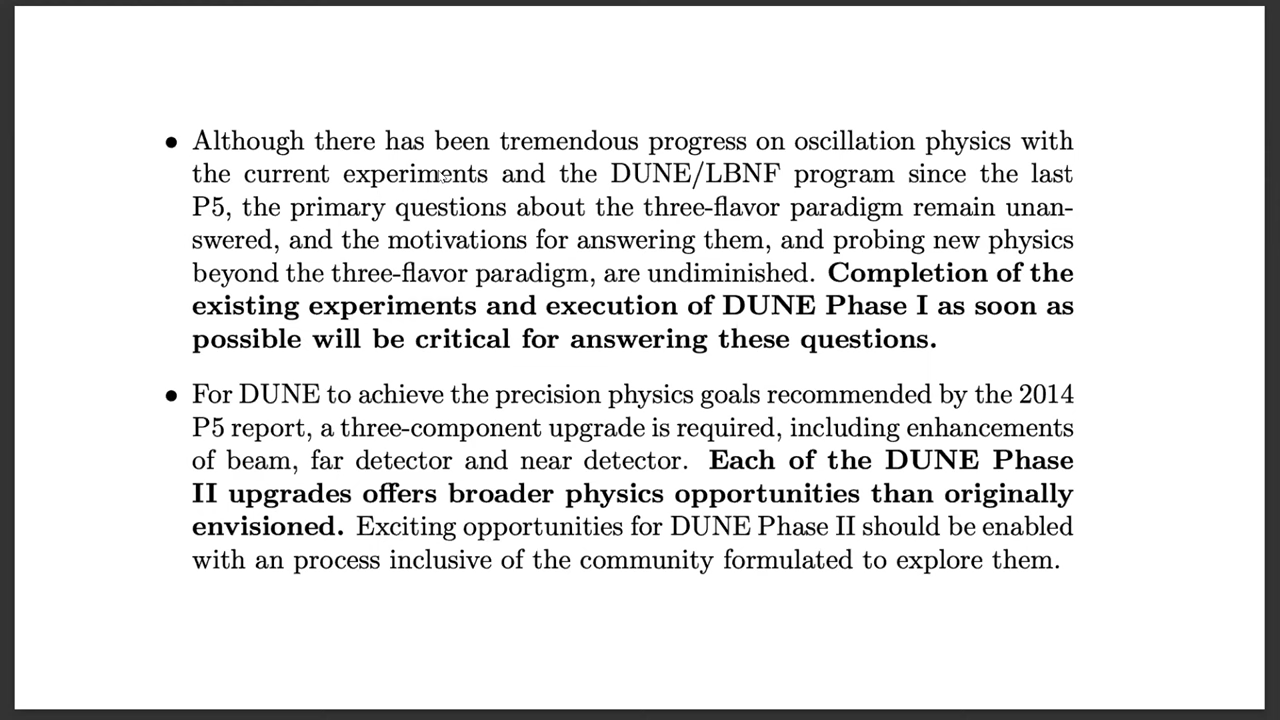 • Although there has been tremendous progress on oscillation physics with
the current experiments and the DUNE/LBNF program since the last
P5, the primary questions about the three-flavor paradigm remain unan-
swered, and the motivations for answering them, and probing new physics
beyond the three-flavor paradigm, are undiminished. Completion of the
existing experiments and execution of DUNE Phase I as soon as
possible will be critical for answering these questions.
• For DUNE to achieve the precision physics goals recommended by the 2014
P5 report, a three-component upgrade is required, including enhancements
of beam, far detector and near detector. Each of the DUNE Phase
II upgrades offers broader physics opportunities than originally
envisioned. Exciting opportunities for DUNE Phase II should be enabled
with an process inclusive of the community formulated to explore them.